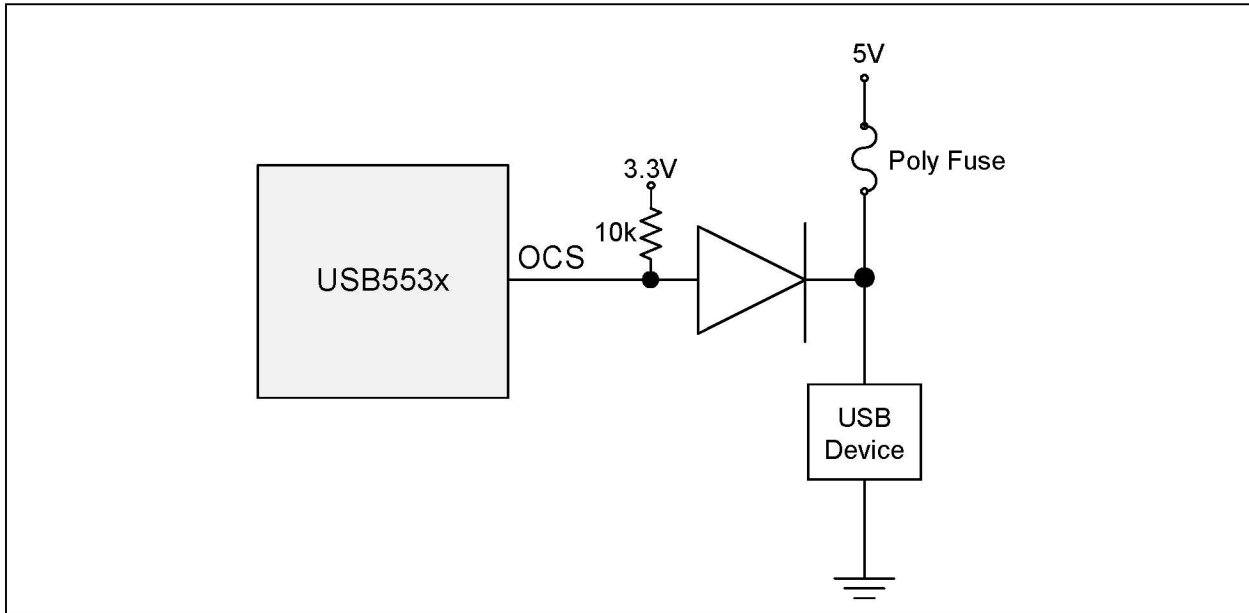 5V
Poly Fuse
3.3V
10k
OCS
USB553x
USB
Device